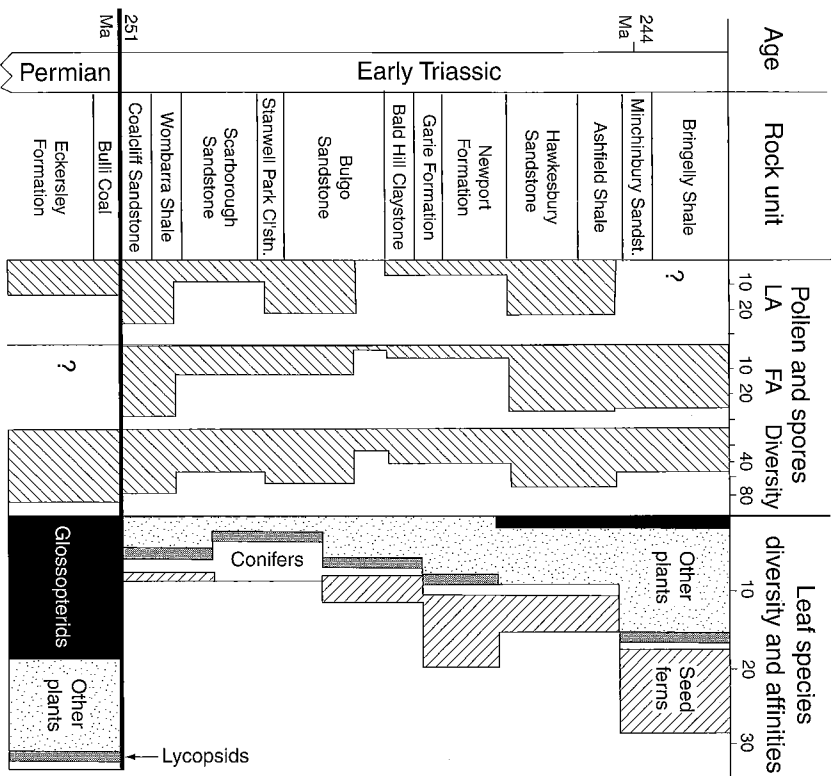 Age
Rock unit
Pollen and spores
LA
FA
Diversity
Leaf species
diversity and affinities
10
20
10
20
40
80
10
20
30
244
Ma
251
Ma
Early Triassic
Permian
Bringelly Shale
Minchinbury Sandst.
Ashfield Shale
Hawkesbury
Sandstone
Newport
Formation
Garie Formation
Bald Hill Claystone
Bulgo
Sandstone
Stanwell Park Cl'stn.
Scarborough
Sandstone
Wombarra Shale
Coalcliff Sandstone
Bulli Coal
Eckersley
Formation
?
?
Other
plants
Seed
ferns
Conifers
Glossopterids
Other
plants
Lycopsids